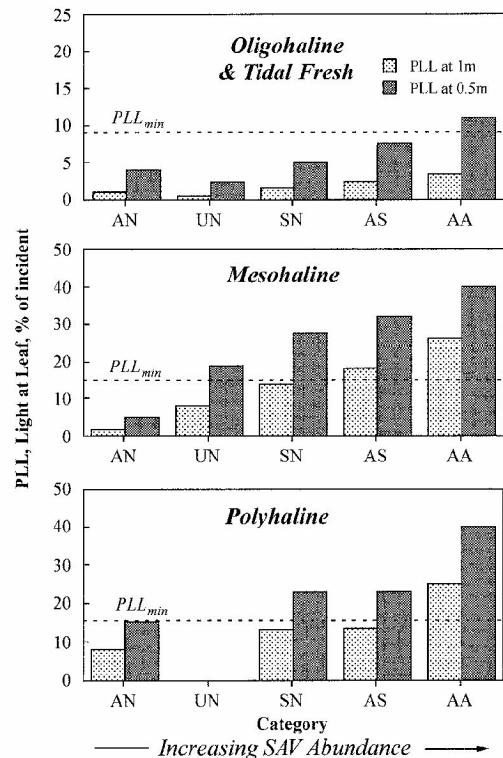 PLL, Light at Leaf, % of incident
25
20
15
10
5
0
Oligohaline
& Tidal Fresh
PLL at 1m
PLL at 0.5m
PLLmin
AN UN SN AS AA
50
40
30
20
10
0
Mesohaline
PLLmin
AN UN SN AS AA
50
40
30
20
10
0
Polyhaline
PLLmin
AN UN SN AS AA
Category
Increasing SAV Abundance